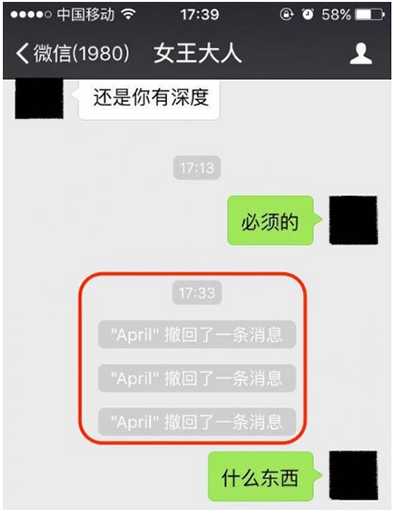 中国移动 17:39 58%
微信(1980) 女王大人
还是你有深度
17:13
必须的
17:33
"April" 撤回了一条消息
"April" 撤回了一条消息
"April" 撤回了一条消息
什么东西